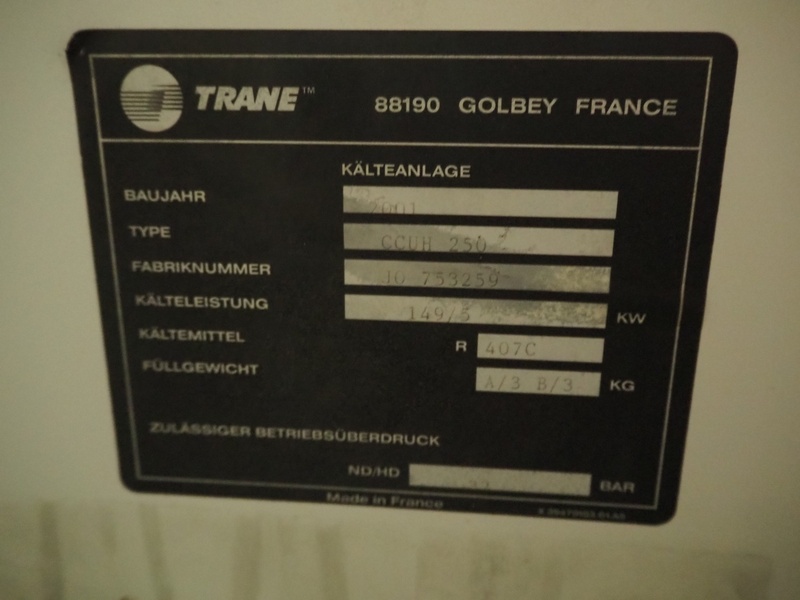 TRANE™ 88190 GOLBEY FRANCE
KÄLTEANLAGE
BAUJAHR 2001
TYPE CCUH 250
FABRIKNUMMER 753259
KÄLTELEISTUNG 149/5 KW
KÄLTEMITTEL R 407C
FÜLLGEWICHT A/3 B/3 KG
ZULÄSSIGER BETRIEBSÜBERDRUCK
ND/HD BAR
Made in France